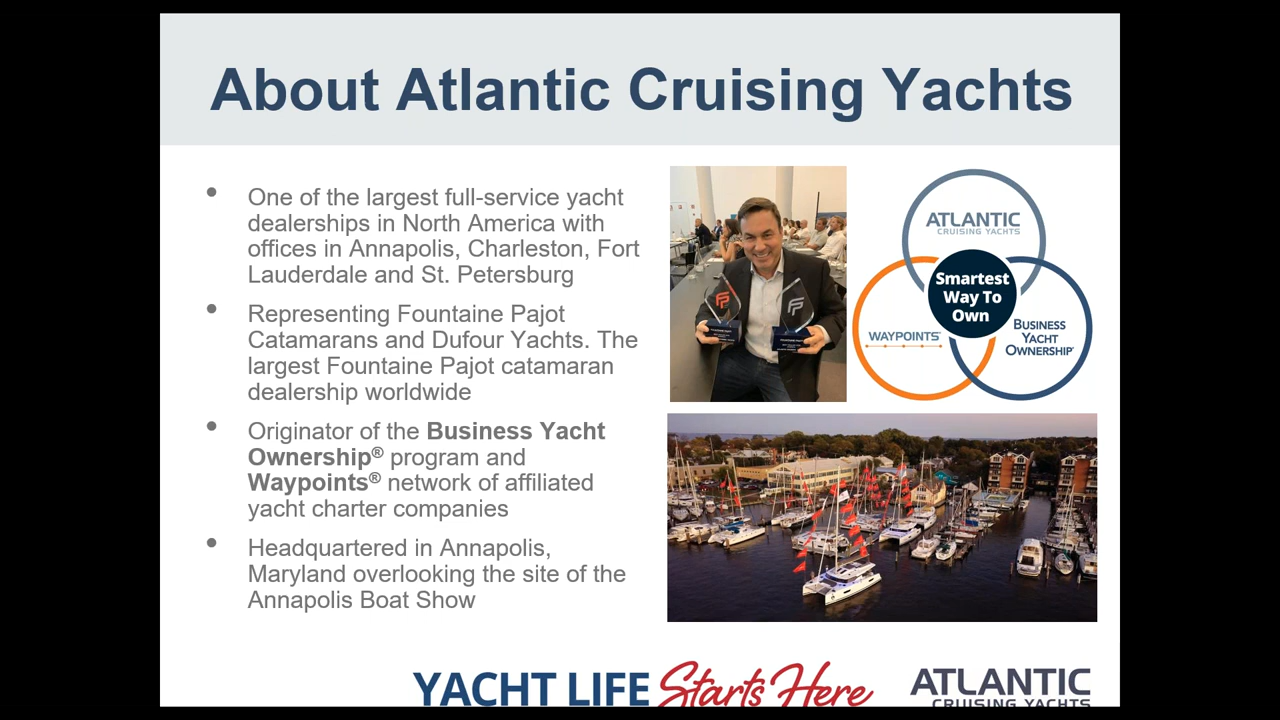 About Atlantic Cruising Yachts
• One of the largest full-service yacht
dealerships in North America with
offices in Annapolis, Charleston, Fort
Lauderdale and St. Petersburg
• Representing Fountaine Pajot
Catamarans and Dufour Yachts. The
largest Fountaine Pajot catamaran
dealership worldwide
• Originator of the Business Yacht
Ownership® program and
Waypoints® network of affiliated
yacht charter companies
• Headquartered in Annapolis,
Maryland overlooking the site of the
Annapolis Boat Show
ATLANTIC
CRUISING YACHTS
Smartest
Way To
Own
WAYPOINTS
BUSINESS
YACHT
OWNERSHIP
YACHT LIFE Starts Here
ATLANTIC
CRUISING YACHTS